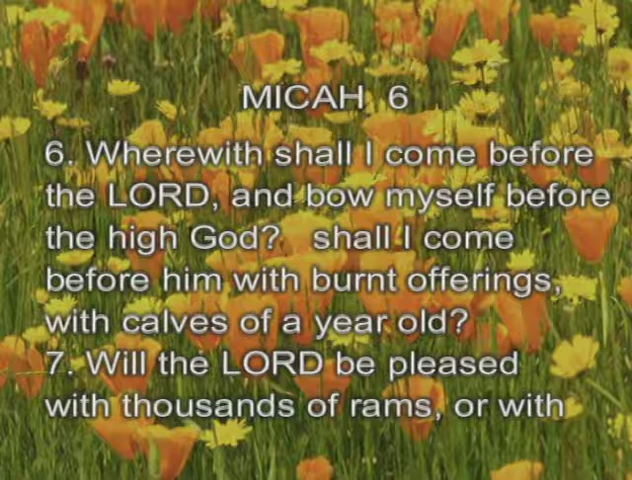 MICAH 6
6. Wherewith shall I come before
the LORD, and bow myself before
the high God? shall I come
before him with burnt offerings,
with calves of a year old?
7. Will the LORD be pleased
with thousands of rams, or with